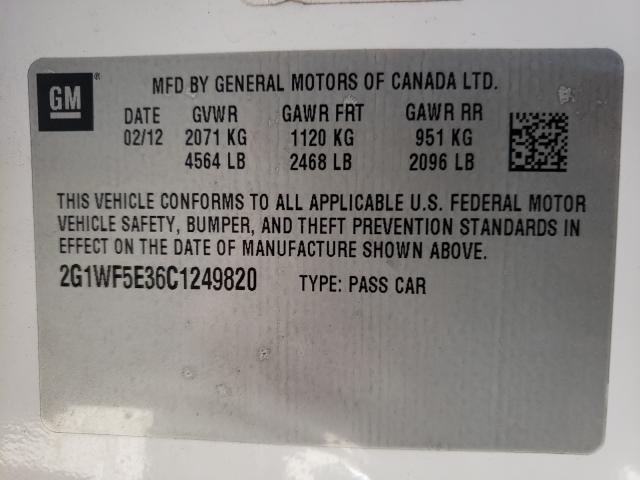 GM ®
MFD BY GENERAL MOTORS OF CANADA LTD.
DATE GVWR GAWR FRT GAWR RR
02/12 2071 KG 1120 KG 951 KG
4564 LB 2468 LB 2096 LB
THIS VEHICLE CONFORMS TO ALL APPLICABLE U.S. FEDERAL MOTOR
VEHICLE SAFETY, BUMPER, AND THEFT PREVENTION STANDARDS IN
EFFECT ON THE DATE OF MANUFACTURE SHOWN ABOVE.
2G1WF5E36C1249820 TYPE: PASS CAR